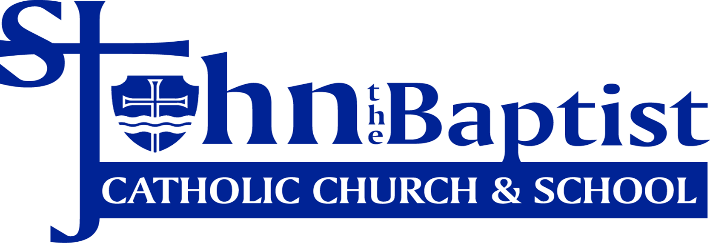 St John the Baptist
CATHOLIC CHURCH & SCHOOL